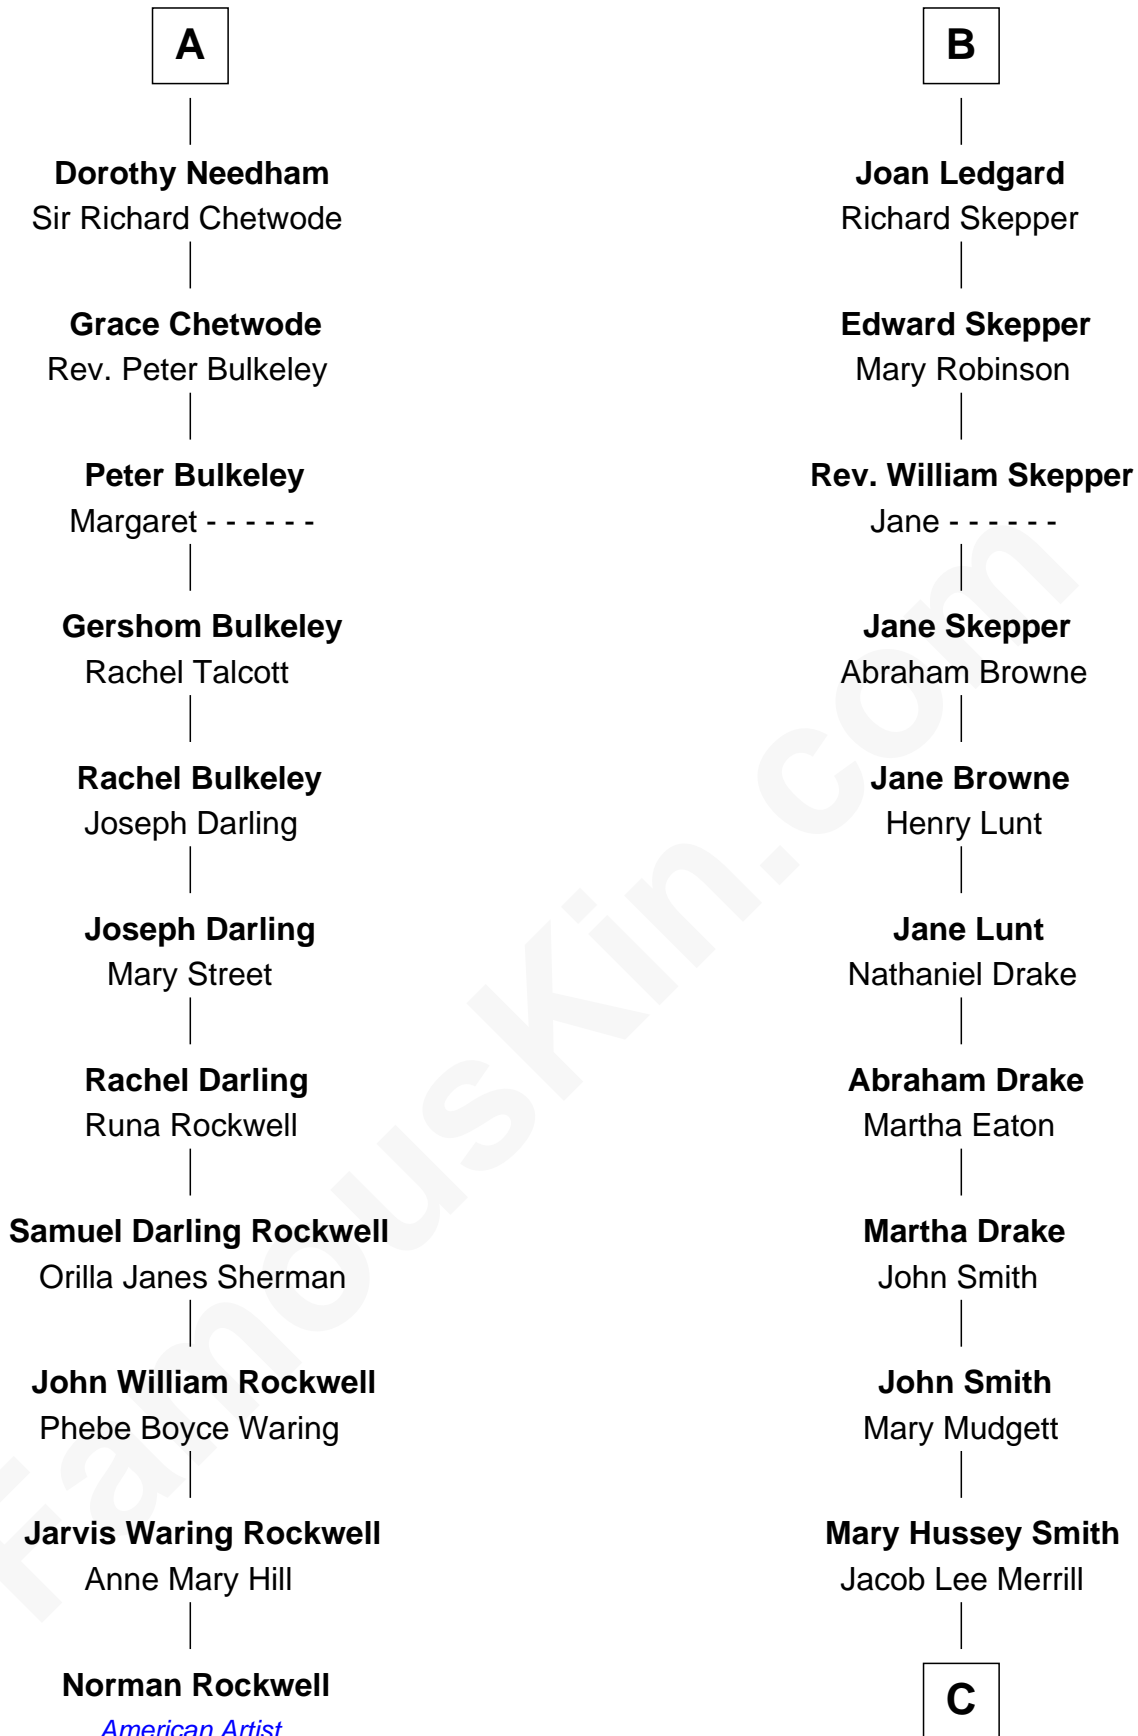 A
Dorothy Needham
Sir Richard Chetwode
Grace Chetwode
Rev. Peter Bulkeley
Peter Bulkeley
Margaret - - - - - -
Gershom Bulkeley
Rachel Talcott
Rachel Bulkeley
Joseph Darling
Joseph Darling
Mary Street
Rachel Darling
Runa Rockwell
Samuel Darling Rockwell
Orilla Janes Sherman
John William Rockwell
Phebe Boyce Waring
Jarvis Waring Rockwell
Anne Mary Hill
Norman Rockwell
American Artist
B
Joan Ledgard
Richard Skepper
Edward Skepper
Mary Robinson
Rev. William Skepper
Jane - - - - - -
Jane Skepper
Abraham Browne
Jane Browne
Henry Lunt
Jane Lunt
Nathaniel Drake
Abraham Drake
Martha Eaton
Martha Drake
John Smith
John Smith
Mary Mudgett
Mary Hussey Smith
Jacob Lee Merrill
C
FamousKin.com